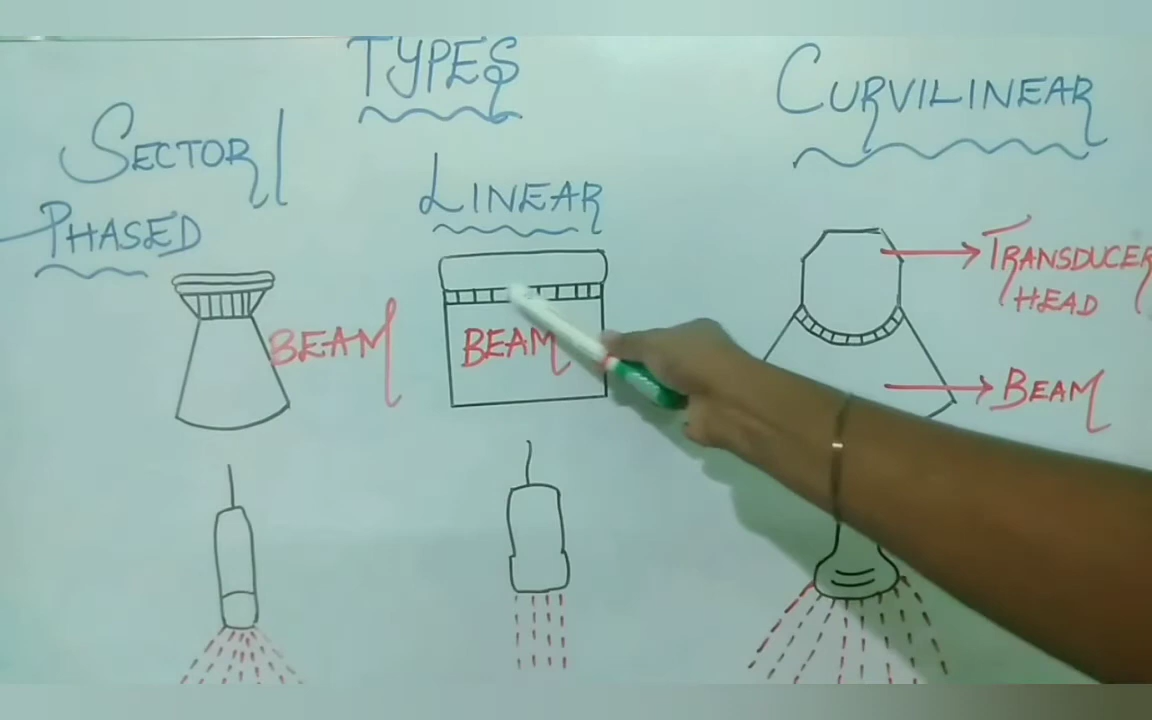 TYPES
SECTOR/
PHASED
LINEAR
CURVILINEAR
BEAM
BEAM
TRANSDUCER
HEAD
BEAM